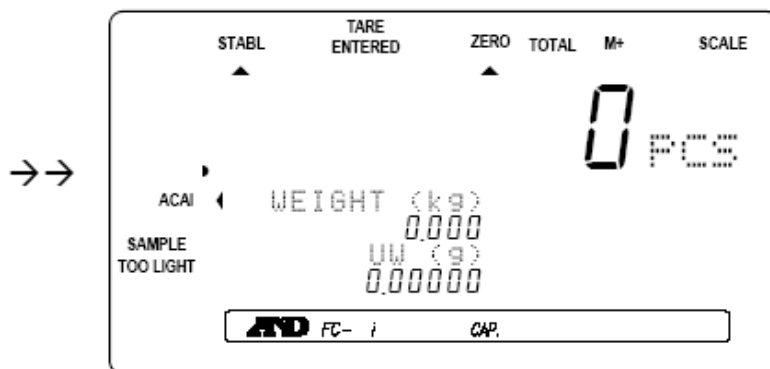 STABL TARE ENTERED ZERO TOTAL M+ SCALE
0 PCS
ACAI WEIGHT (kg)
0.000
SAMPLE TOO LIGHT UW (g)
0.00000
AND FC- i CAP.